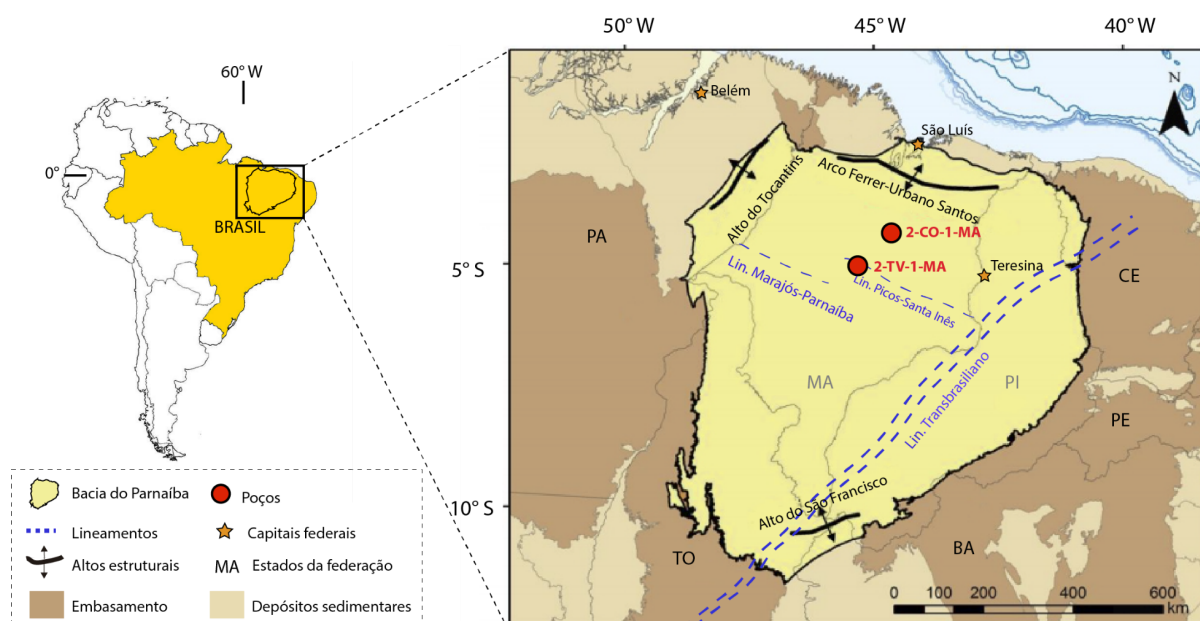 60° W
0°
BRASIL
Bacia do Parnaíba
Poços
Lineamentos
Capitais federais
Altos estruturais
MA
Estados da federação
Embasamento
Depósitos sedimentares
50° W
45° W
40° W
5° S
10° S
N
Belém
São Luís
Alto do Tocantins
Arco Ferrer-Urbano Santos
PA
2-CO-1-MA
2-TV-1-MA
Teresina
CE
Lin. Marajós-Parnaíba
Lin. Picos-Santa Inês
MA
PI
Lin. Transbrasiliano
PE
Alto do São Francisco
TO
BA
0 100 200 400 600
km